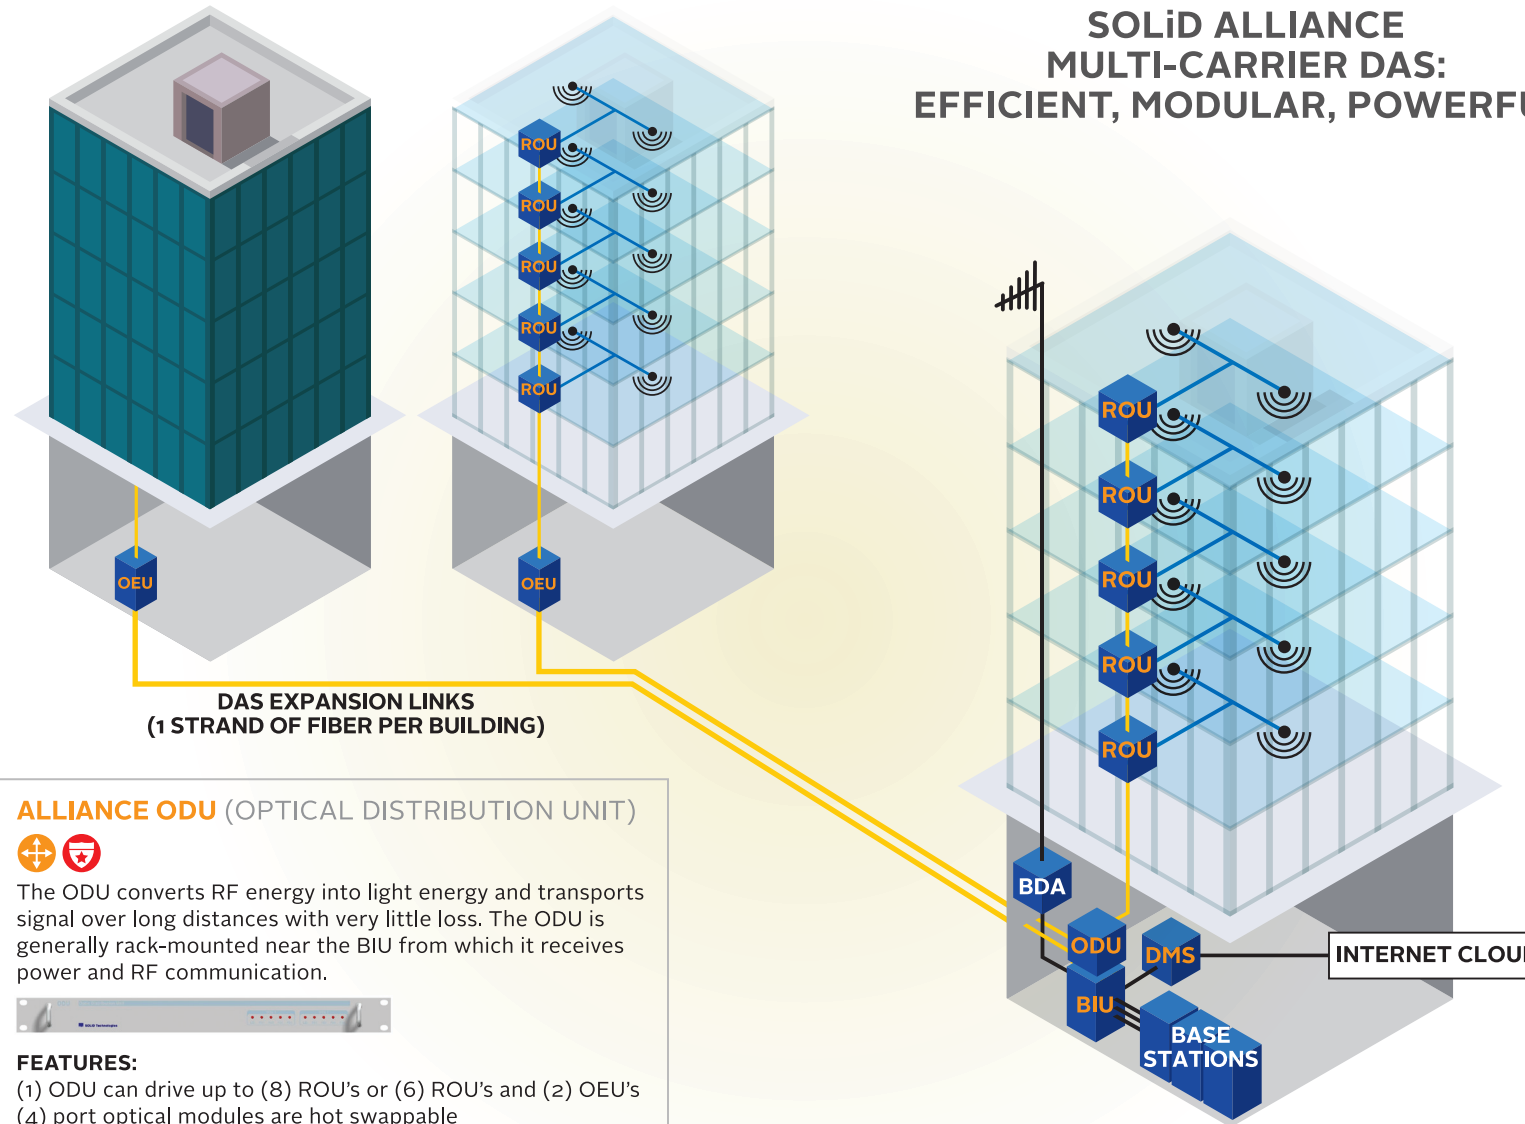 SOLiD ALLIANCE
MULTI-CARRIER DAS:
EFFICIENT, MODULAR, POWERFU
ROU
ROU
ROU
ROU
ROU
ROU
ROU
ROU
ROU
ROU
OEU
OEU
DAS EXPANSION LINKS
(1 STRAND OF FIBER PER BUILDING)
BDA
ODU
DMS
INTERNET CLOUD
BIU
BASE
STATIONS
ALLIANCE ODU (OPTICAL DISTRIBUTION UNIT)
The ODU converts RF energy into light energy and transports
signal over long distances with very little loss. The ODU is
generally rack-mounted near the BIU from which it receives
power and RF communication.
SOLiD Technologies
FEATURES:
(1) ODU can drive up to (8) ROU's or (6) ROU's and (2) OEU's
(4) port optical modules are hot swappable